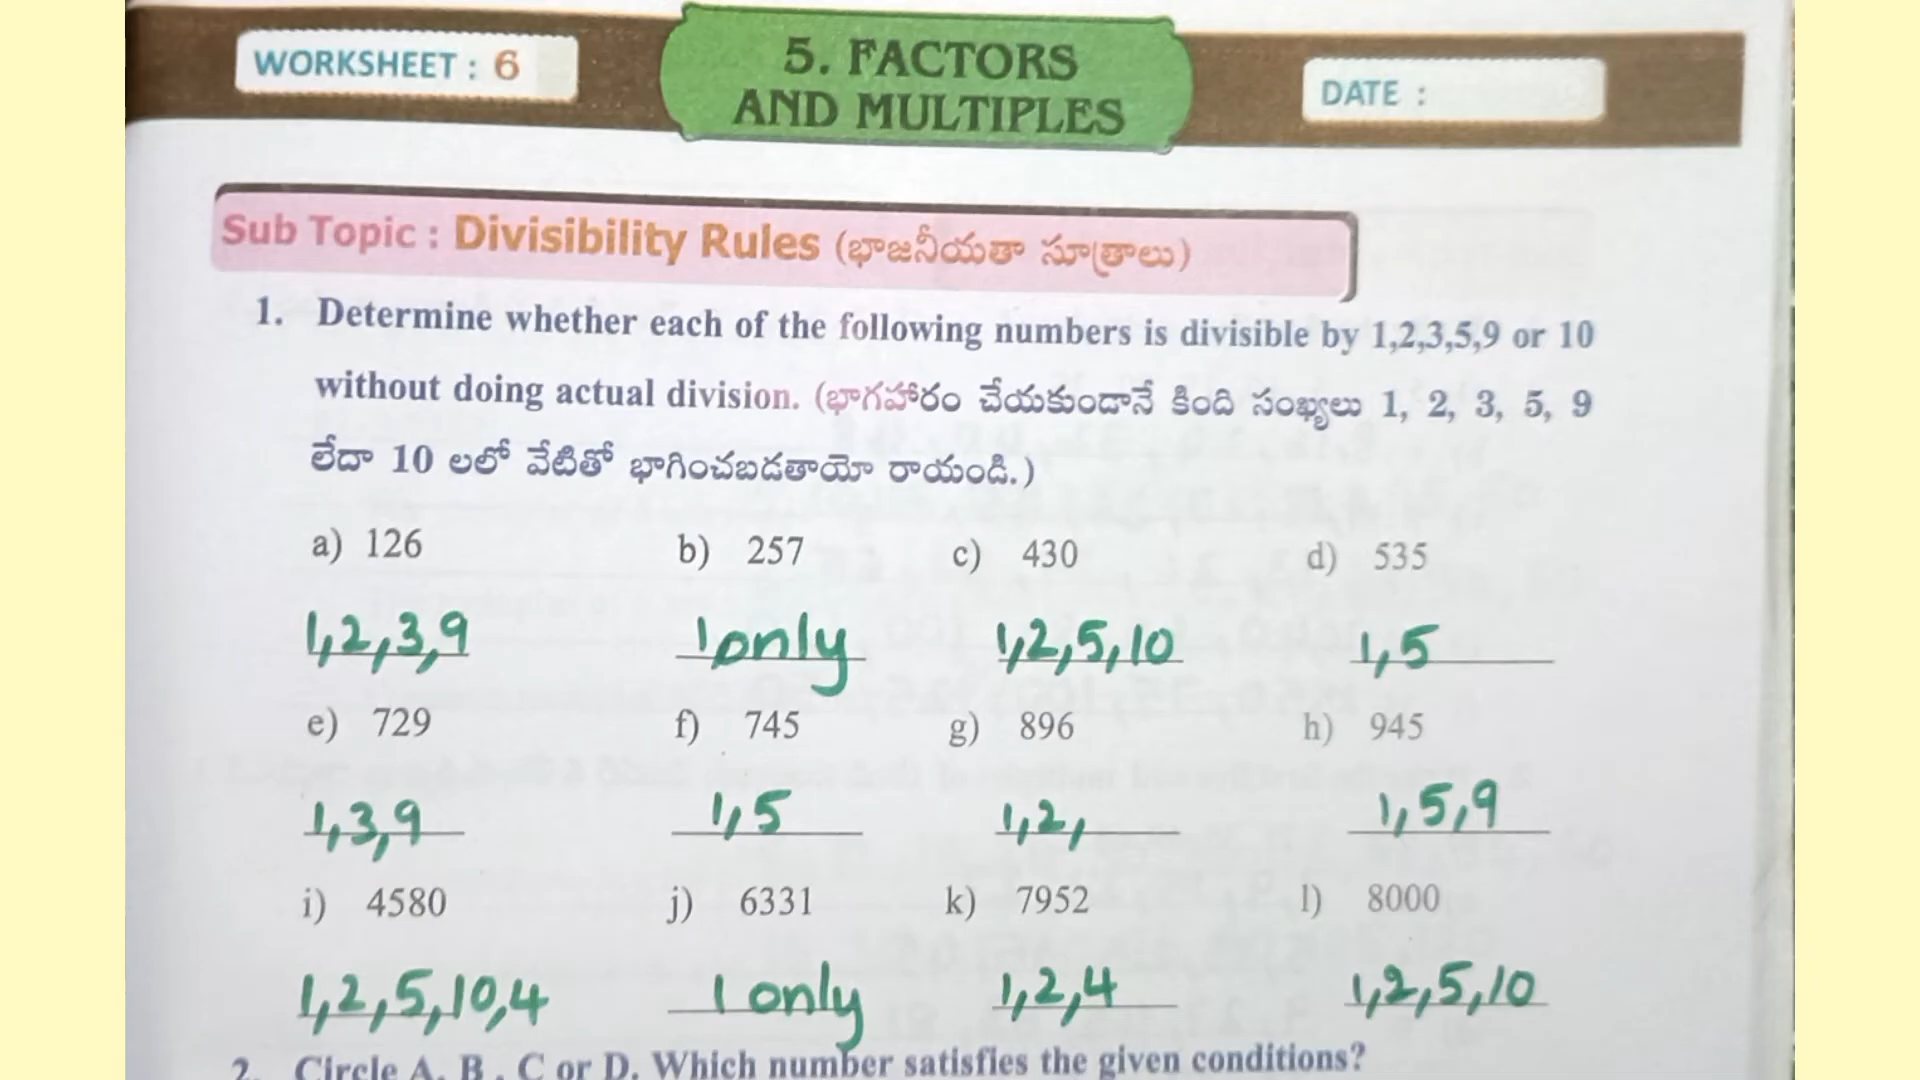 WORKSHEET : 6
5. FACTORS
AND MULTIPLES
DATE :
Sub Topic : Divisibility Rules (భాజనీయతా సూత్రాలు)
1. Determine whether each of the following numbers is divisible by 1,2,3,5,9 or 10
without doing actual division. (భాగహారం చేయకుండానే కింది సంఖ్యలు 1, 2, 3, 5, 9
లేదా 10 లలో వేటితో భాగించబడతాయో రాయండి.)
a) 126 b) 257 c) 430 d) 535
1,2,3,9 1 only 1,2,5,10 1,5
e) 729 f) 745 g) 896 h) 945
1,3,9 1,5 1,2, 1,5,9
i) 4580 j) 6331 k) 7952 l) 8000
1,2,5,10,4 1 only 1,2,4 1,2,5,10
2. Circle A, B , C or D. Which number satisfies the given conditions?